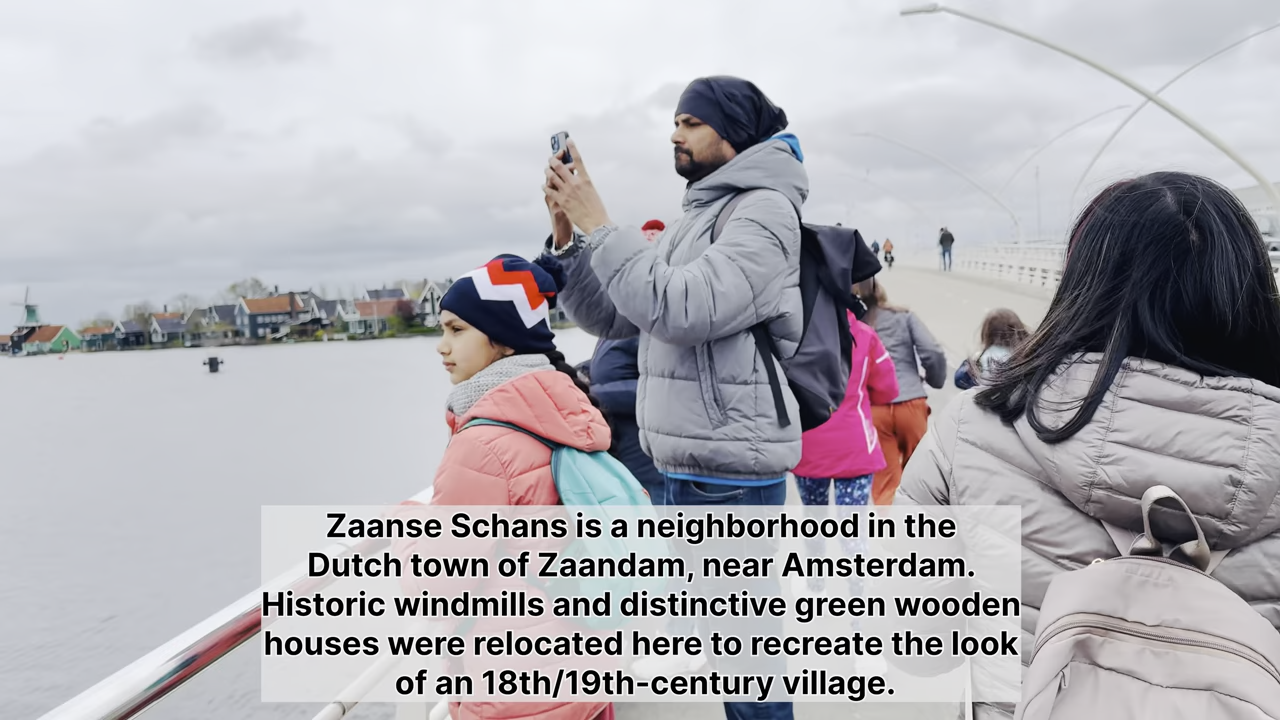 Zaanse Schans is a neighborhood in the
Dutch town of Zaandam, near Amsterdam.
Historic windmills and distinctive green wooden
houses were relocated here to recreate the look
of an 18th/19th-century village.